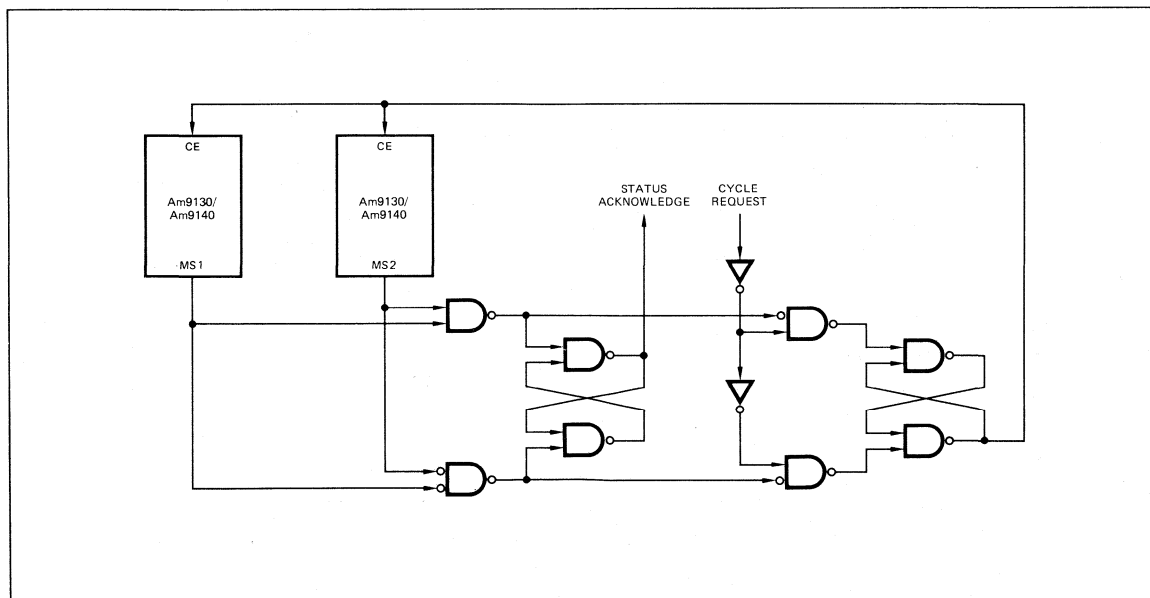 CE
Am9130/
Am9140
MS1
CE
Am9130/
Am9140
MS2
STATUS
ACKNOWLEDGE
CYCLE
REQUEST